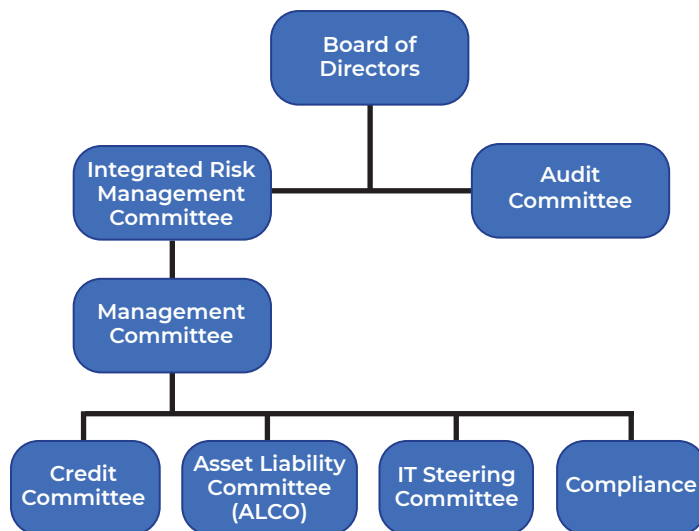 Board of
Directors
Integrated Risk
Management
Committee
Audit
Committee
Management
Committee
Credit
Committee
Asset Liability
Committee
(ALCO)
IT Steering
Committee
Compliance